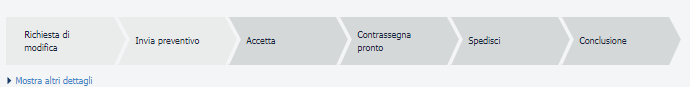 Richiesta di
modifica
Invia preventivo
Accetta
Contrassegna
pronto
Spedisci
Conclusione
Mostra altri dettagli